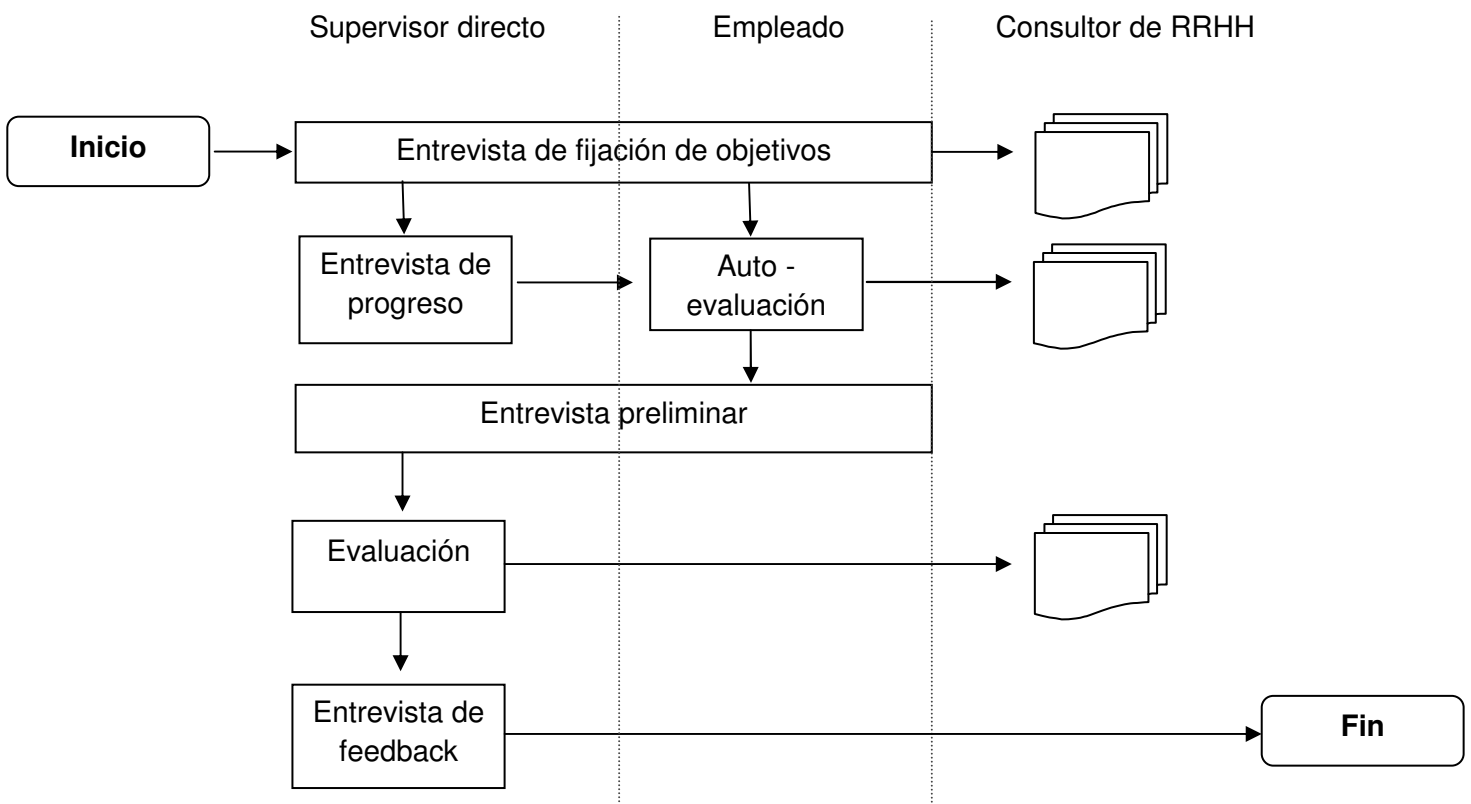 Supervisor directo
Empleado
Consultor de RRHH
Inicio
Entrevista de fijación de objetivos
Entrevista de
progreso
Auto -
evaluación
Entrevista preliminar
Evaluación
Entrevista de
feedback
Fin